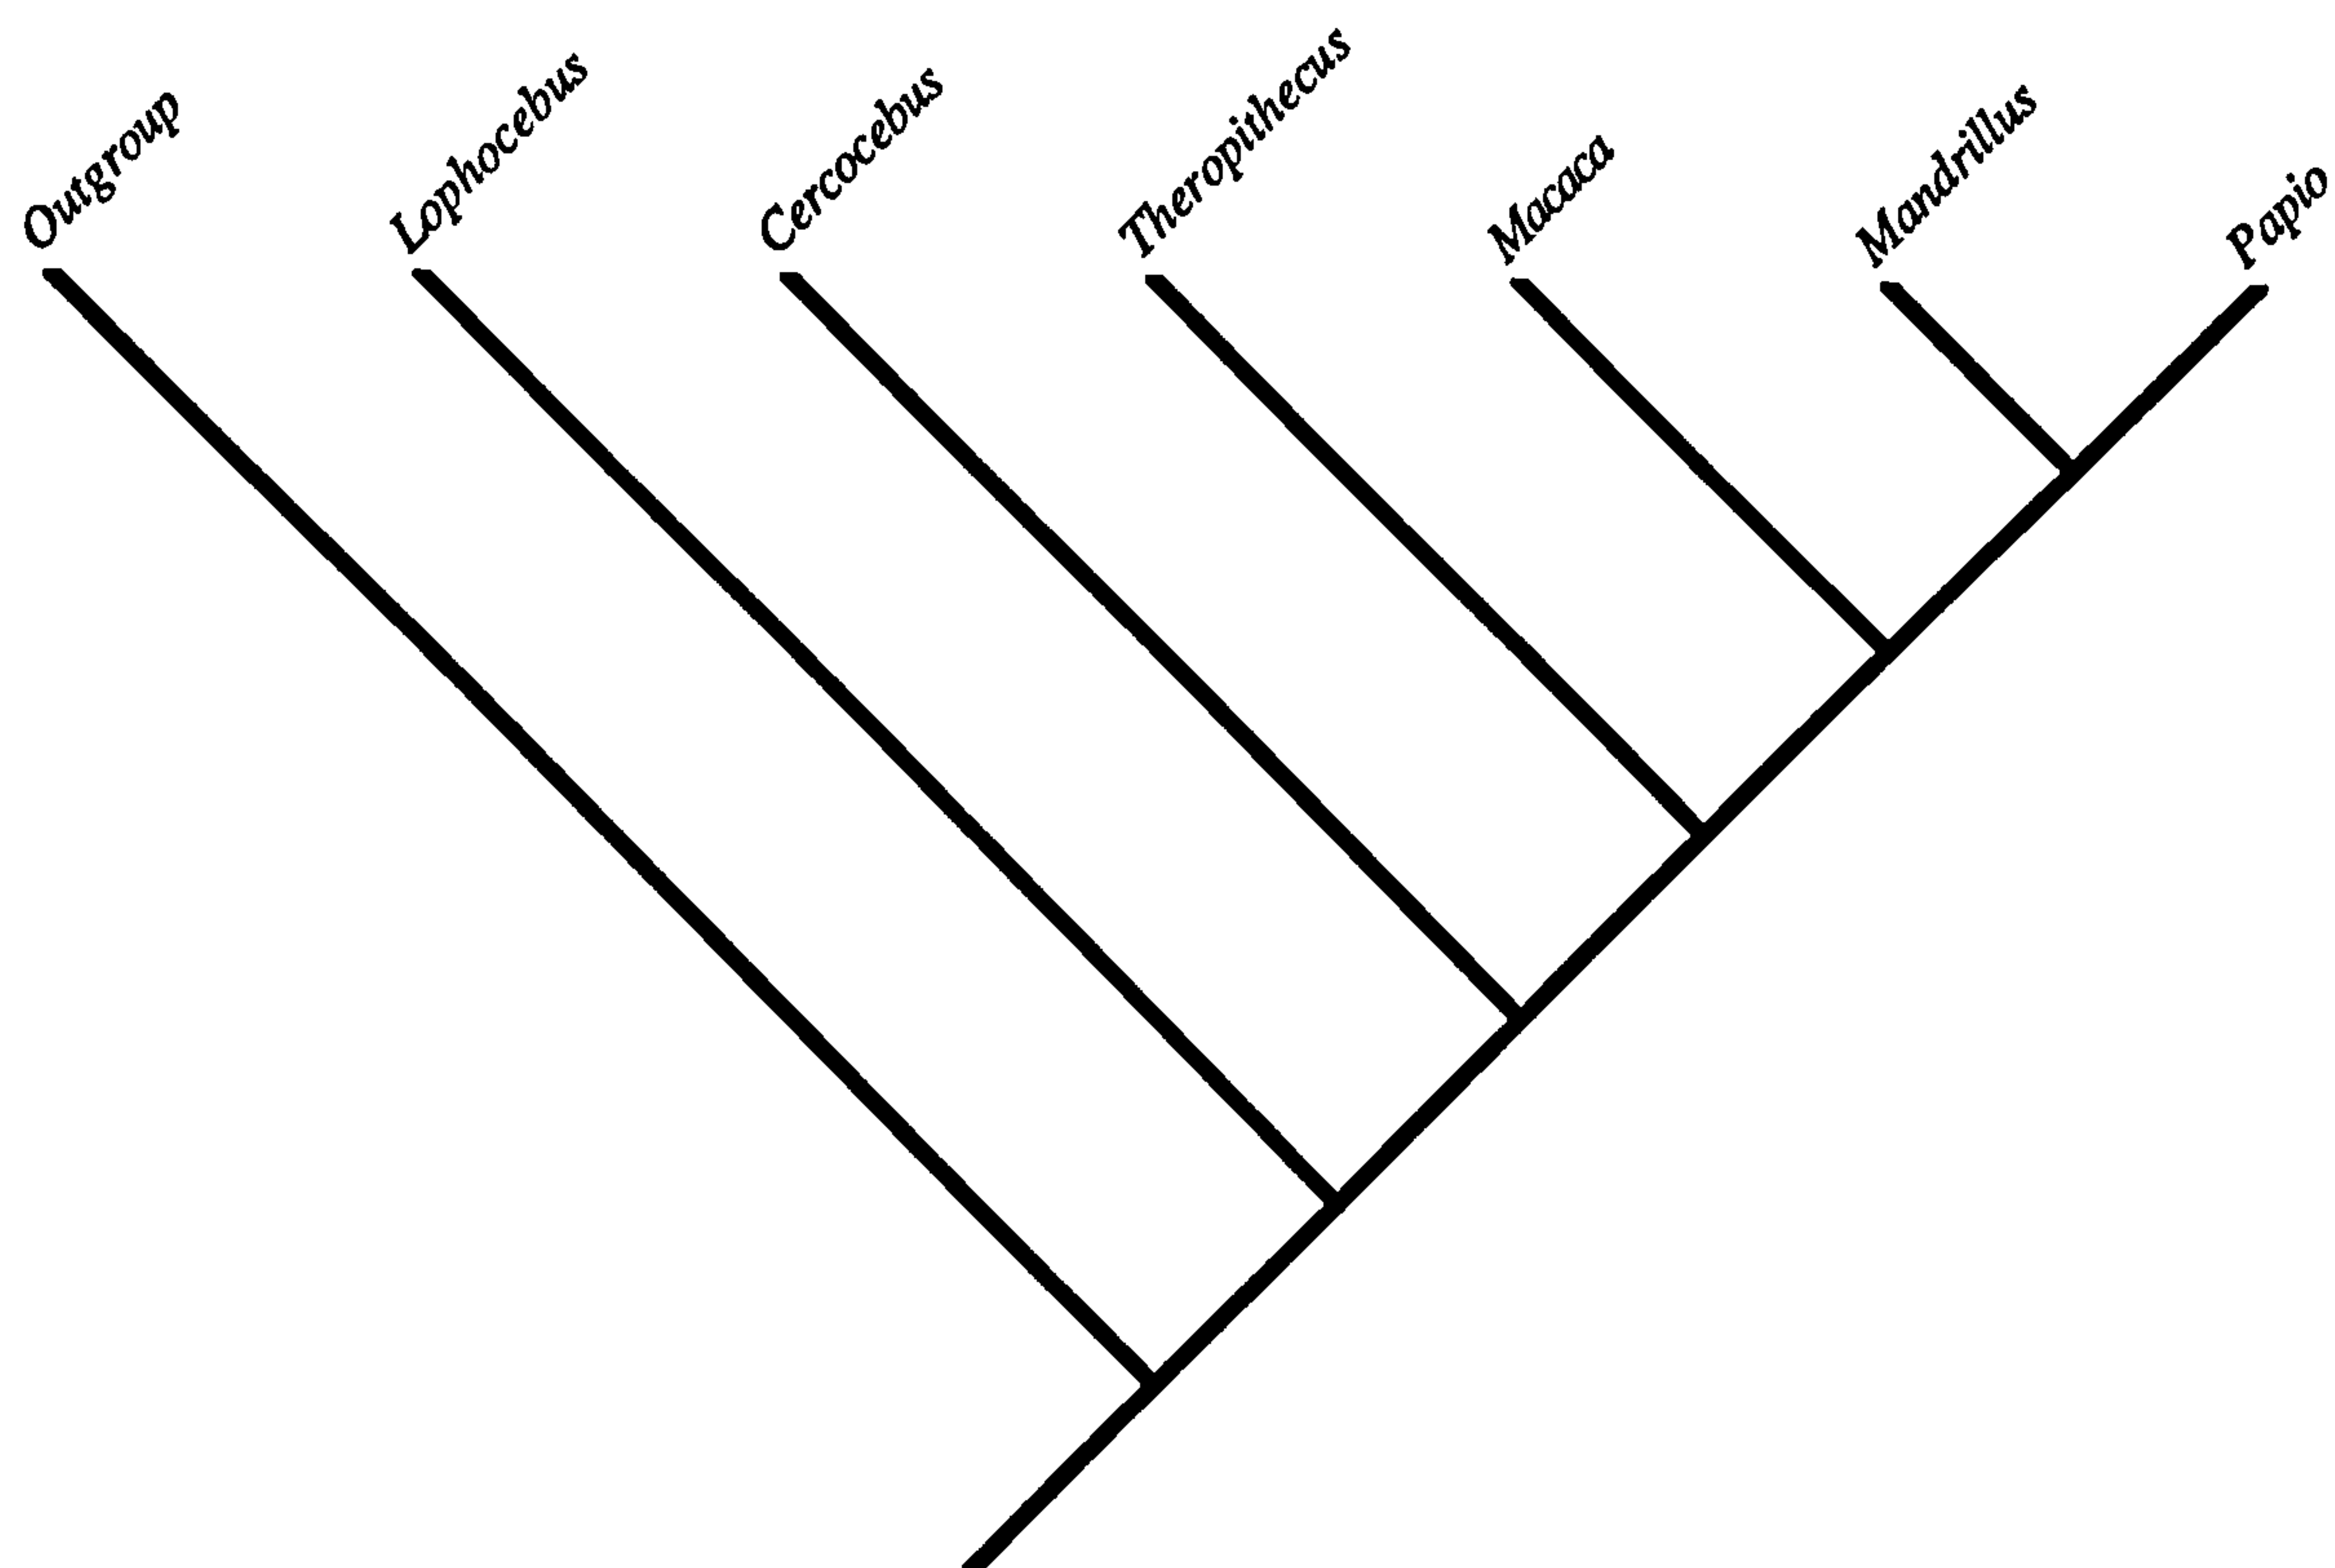 Outgroup
Lophocebus
Cercocebus
Theropithecus
Macaca
Mandrillus
Papio